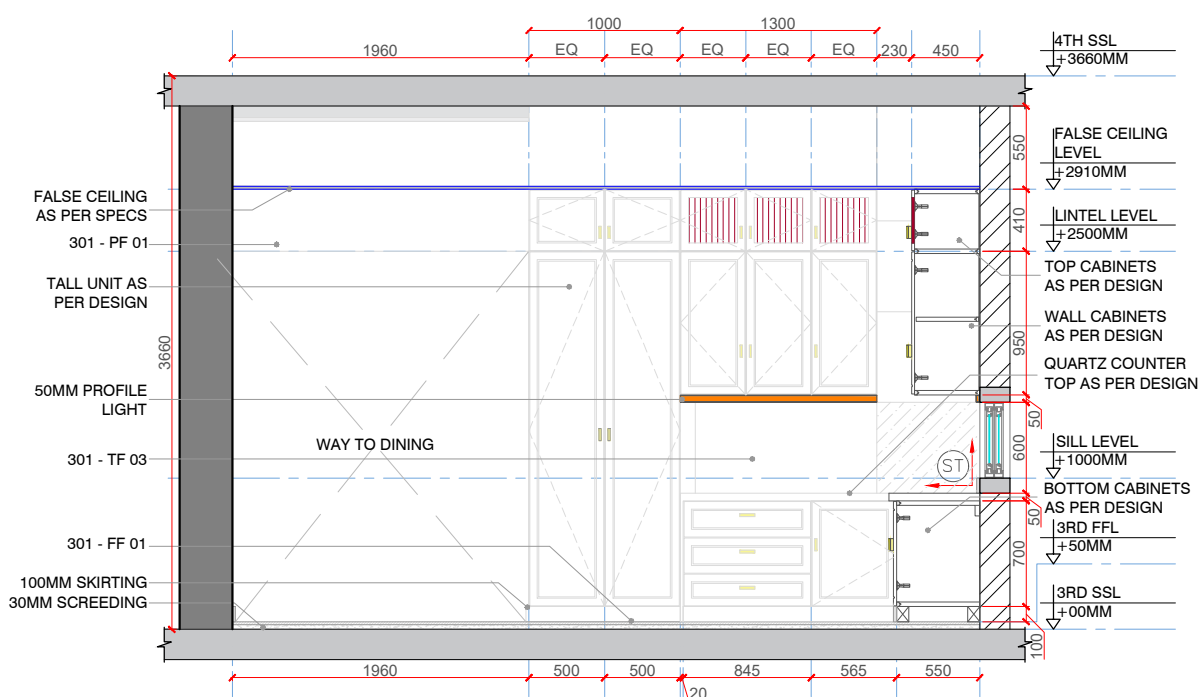 1000
1300
1960
EQ
EQ
EQ
EQ
EQ
230
450
4TH SSL
+3660MM
FALSE CEILING
LEVEL
+2910MM
LINTEL LEVEL
+2500MM
TOP CABINETS
AS PER DESIGN
WALL CABINETS
AS PER DESIGN
QUARTZ COUNTER
TOP AS PER DESIGN
SILL LEVEL
+1000MM
BOTTOM CABINETS
AS PER DESIGN
3RD FFL
+50MM
3RD SSL
+00MM
550
410
950
50
600
50
700
100
3660
FALSE CEILING
AS PER SPECS
301 - PF 01
TALL UNIT AS
PER DESIGN
50MM PROFILE
LIGHT
WAY TO DINING
301 - TF 03
ST
301 - FF 01
100MM SKIRTING
30MM SCREEDING
1960
500
500
20
845
565
550